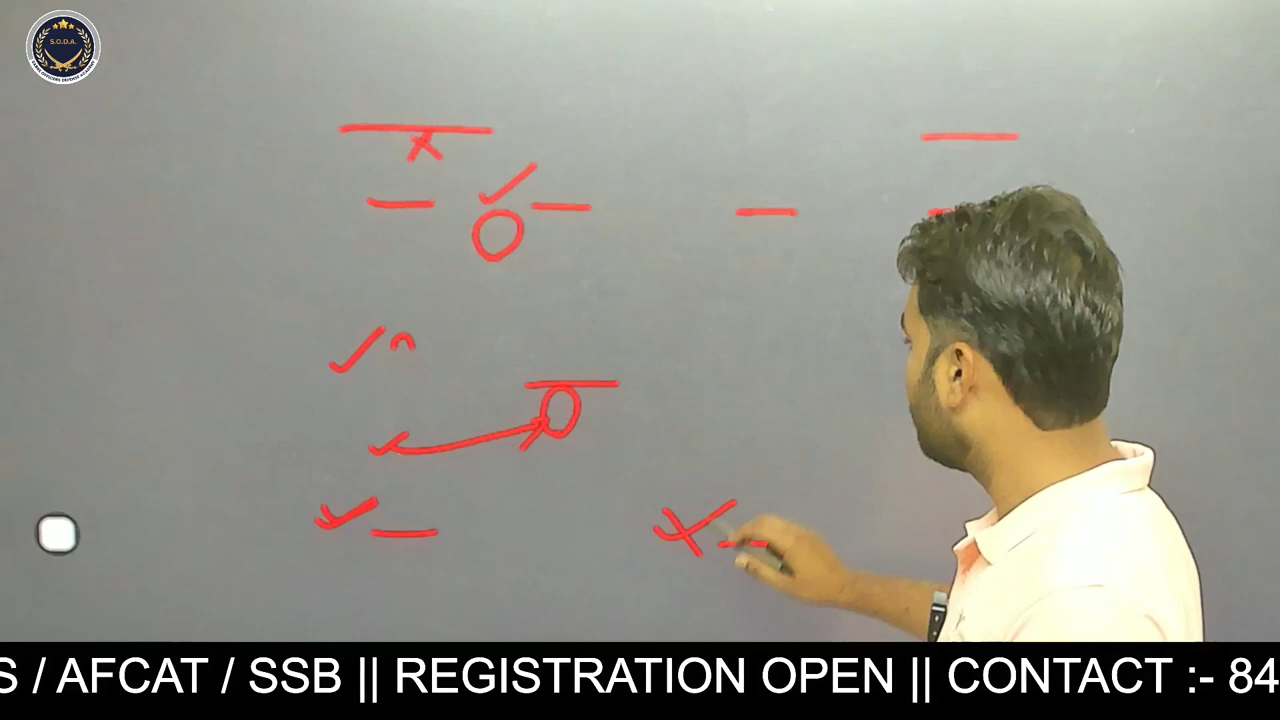 S.O.D.A.
S / AFCAT / SSB || REGISTRATION OPEN || CONTACT :- 84